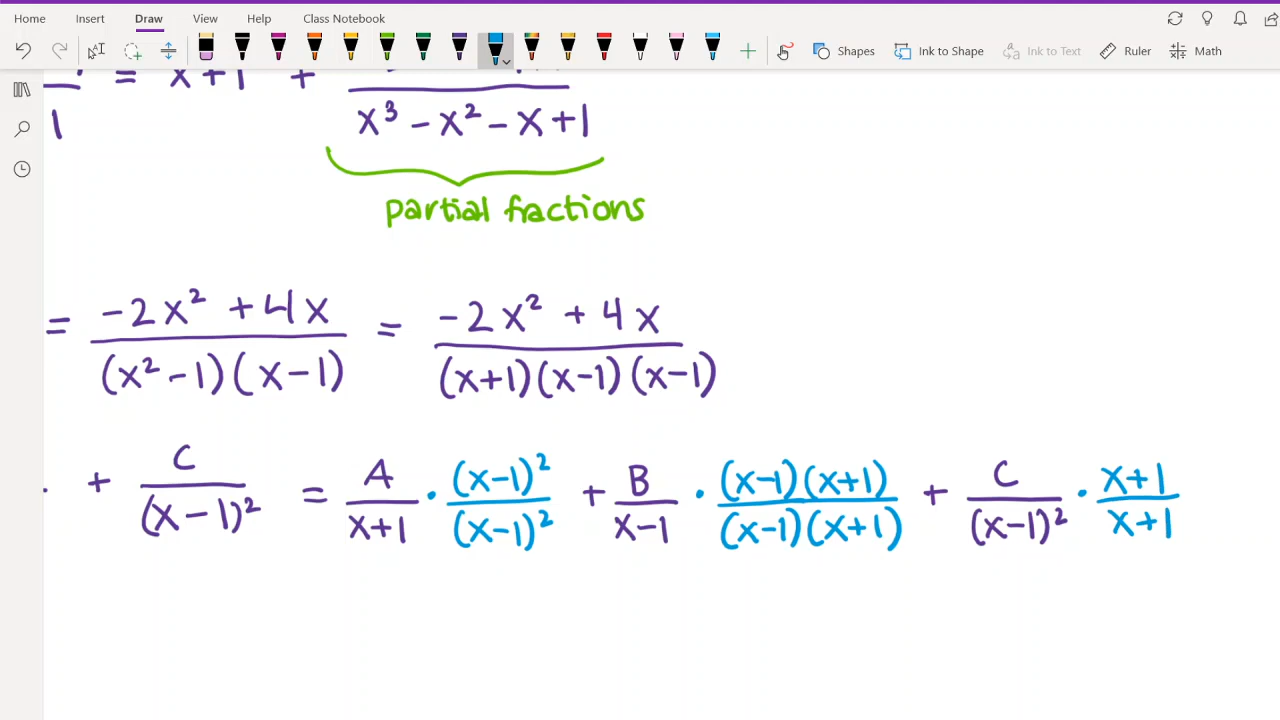 Home Insert Draw View Help Class Notebook
Shapes Ink to Shape Ink to Text Ruler Math
= x+1 +
1 x³ - x² - x + 1
partial fractions
= (-2x² + 4x) / ((x² - 1)(x - 1)) = (-2x² + 4x) / ((x+1)(x-1)(x-1))
+ C/(x-1)² = A/(x+1) · (x-1)²/(x-1)² + B/(x-1) · (x-1)(x+1)/(x-1)(x+1) + C/(x-1)² · (x+1)/(x+1)